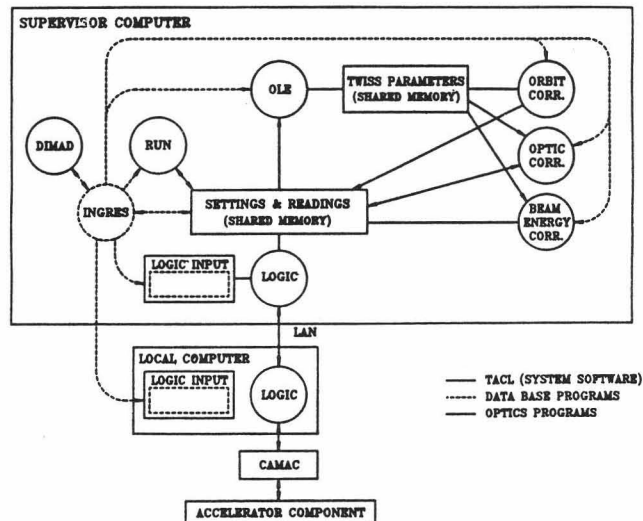 SUPERVISOR COMPUTER
OLE
TWISS PARAMETERS
(SHARED MEMORY)
ORBIT
CORR.
DIMAD
RUN
OPTIC
CORR.
INGRES
SETTINGS & READINGS
(SHARED MEMORY)
BEAM
ENERGY
CORR.
LOGIC INPUT
LOGIC
LAN
LOCAL COMPUTER
LOGIC INPUT
LOGIC
TACL (SYSTEM SOFTWARE)
DATA BASE PROGRAMS
OPTICS PROGRAMS
CAMAC
ACCELERATOR COMPONENT